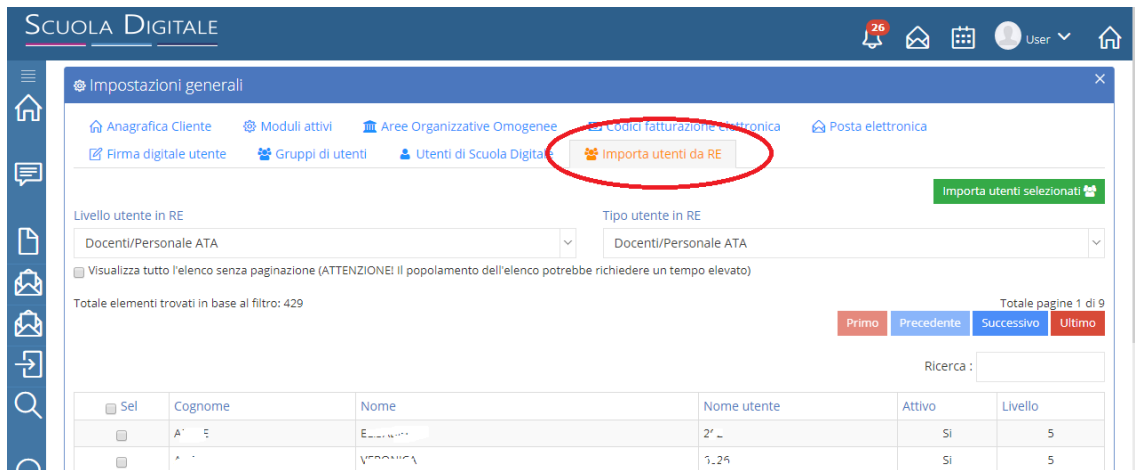 SCUOLA DIGITALE
26
User
Impostazioni generali
Anagrafica Cliente Moduli attivi Aree Organizzative Omogenee Codici fatturazione elettronica Posta elettronica
Firma digitale utente Gruppi di utenti Utenti di Scuola Digitale Importa utenti da RE
Importa utenti selezionati
Livello utente in RE Tipo utente in RE
Docenti/Personale ATA Docenti/Personale ATA
Visualizza tutto l'elenco senza paginazione (ATTENZIONE! Il popolamento dell'elenco potrebbe richiedere un tempo elevato)
Totale elementi trovati in base al filtro: 429 Totale pagine 1 di 9
Primo Precedente Successivo Ultimo
Ricerca :
Sel Cognome Nome Nome utente Attivo Livello
Si 5
Si 5